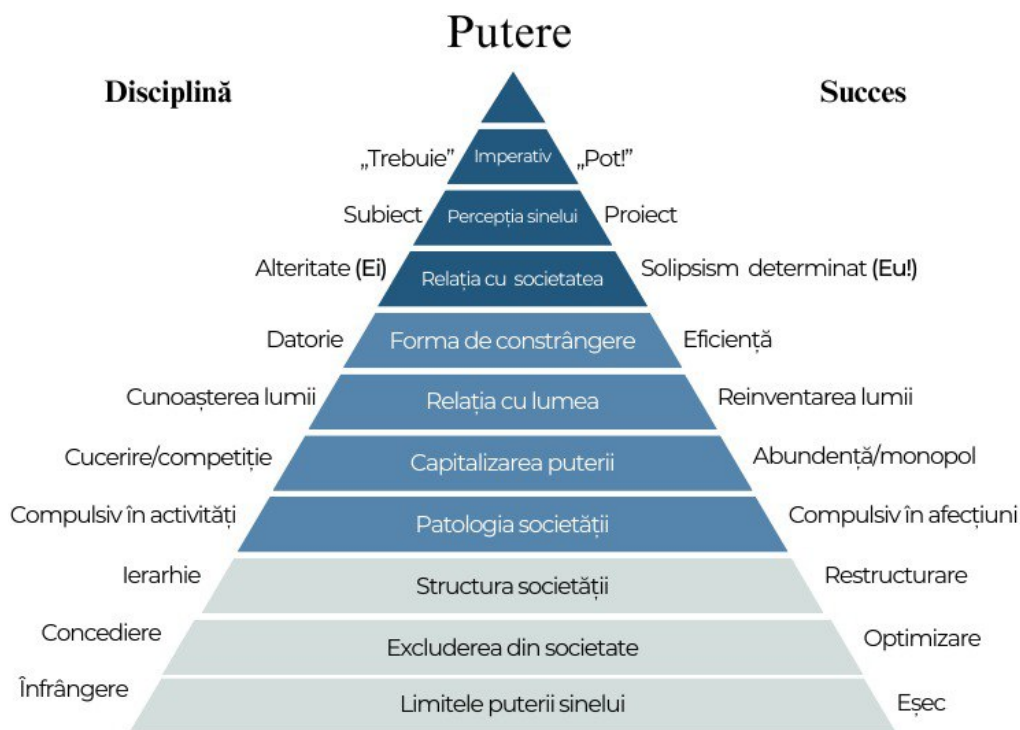 Putere
Disciplină
Succes
„Trebuie” Imperativ „Pot!”
Subiect Percepția sinelui Proiect
Alteritate (Ei) Relația cu societatea Solipsism determinat (Eu!)
Datorie Forma de constrângere Eficiență
Cunoașterea lumii Relația cu lumea Reinventarea lumii
Cucerire/competiție Capitalizarea puterii Abundență/monopol
Compulsiv în activități Patologia societății Compulsiv în afecțiuni
Ierarhie Structura societății Restructurare
Concediere Excluderea din societate Optimizare
Înfrângere Limitele puterii sinelui Eșec